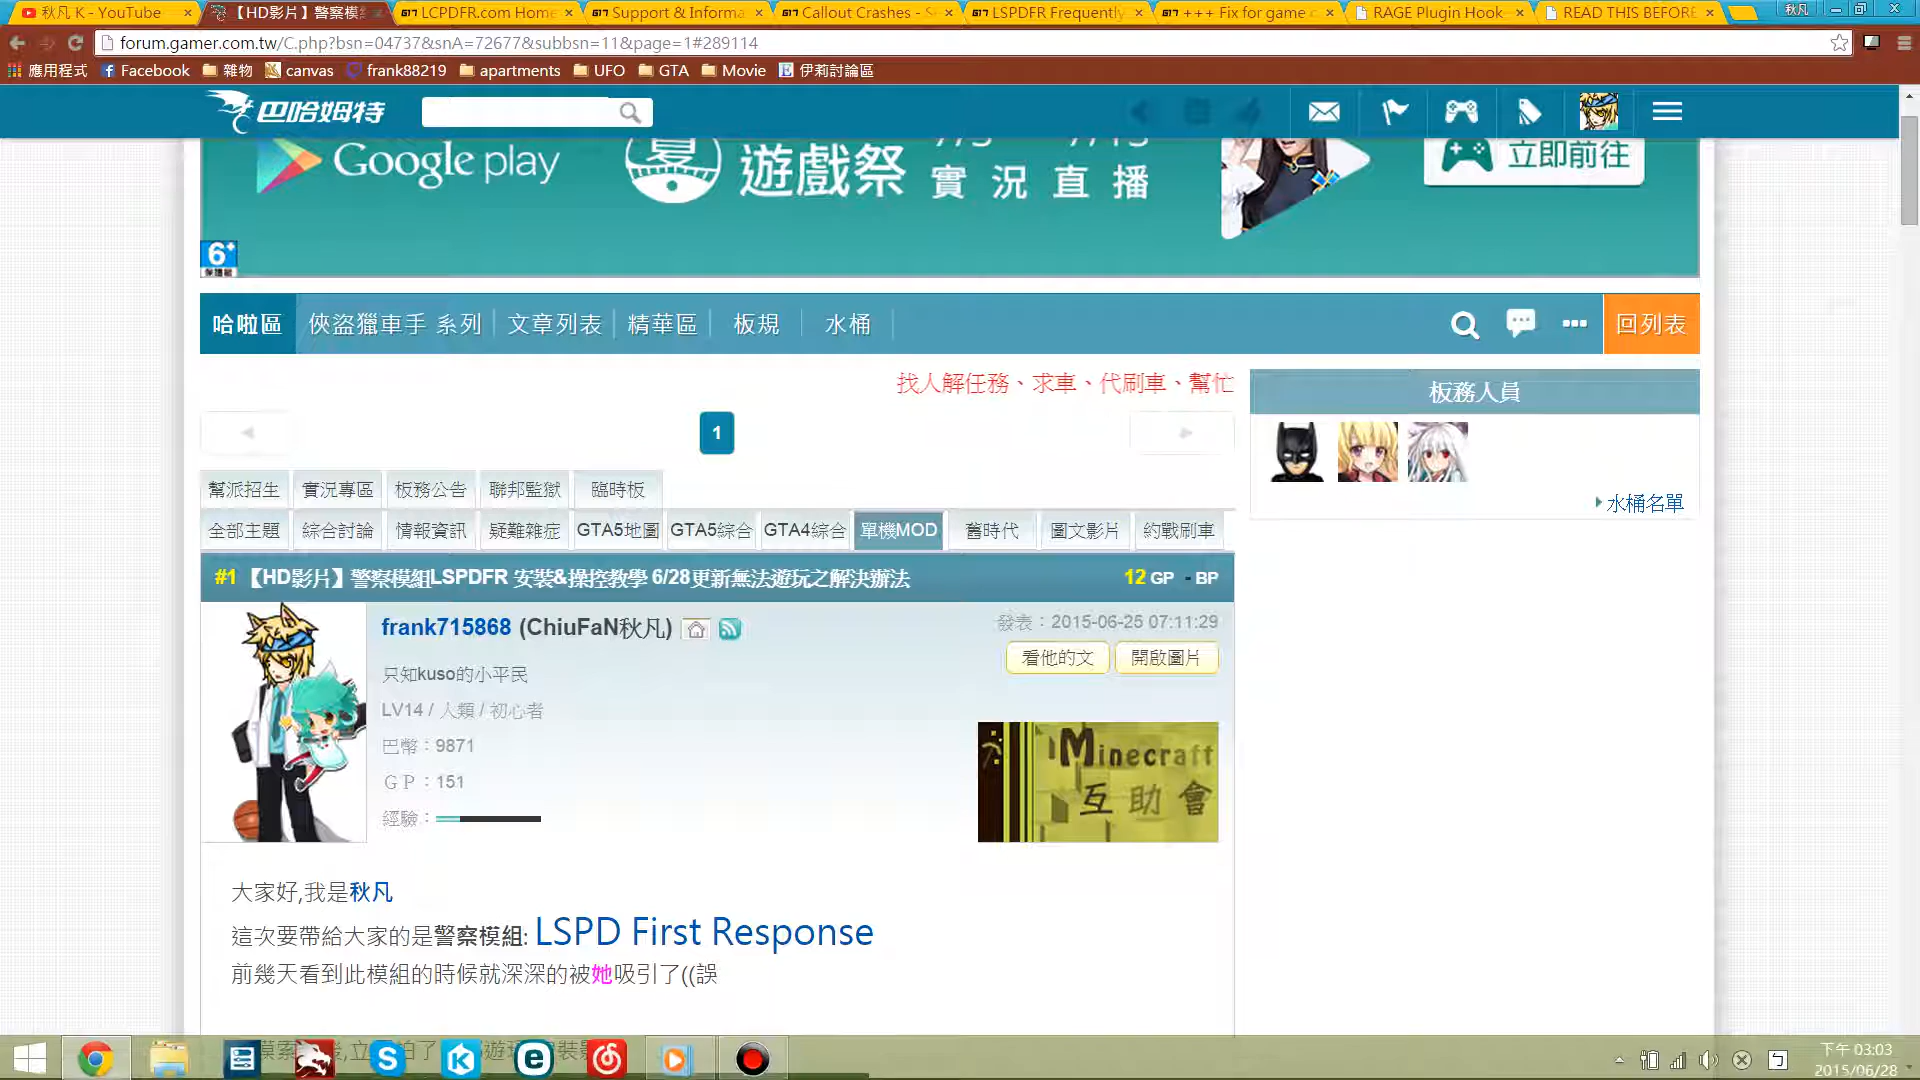 秋凡 K - YouTube
【HD影片】警察模
LCPDFR.com Home
Support & Informa
Callout Crashes - S
LSPDFR Frequently
+++ Fix for game c
RAGE Plugin Hook
READ THIS BEFORE
秋凡
forum.gamer.com.tw/C.php?bsn=04737&snA=72677&subbsn=11&page=1#289114
應用程式 Facebook 雜物 canvas frank88219 apartments UFO GTA Movie 伊莉討論區
巴哈姆特
Google play
夏
遊戲祭
實況直播
立即前往
6+
哈啦區 俠盜獵車手 系列 文章列表 精華區 板規 水桶 回列表
找人解任務、求車、代刷車、幫忙
板務人員
1
水桶名單
幫派招生 實況專區 板務公告 聯邦監獄 臨時板
全部主題 綜合討論 情報資訊 疑難雜症 GTA5地圖 GTA5綜合 GTA4綜合 單機MOD 舊時代 圖文影片 約戰刷車
#1 【HD影片】警察模組LSPDFR 安裝&操控教學 6/28更新無法遊玩之解決辦法 12 GP - BP
frank715868 (ChiuFaN秋凡)
發表：2015-06-25 07:11:29
看他的文 開啟圖片
只知kuso的小平民
LV14 / 人類 / 初心者
巴幣：9871
ＧＰ：151
經驗：
Minecraft
互助會
大家好,我是秋凡
這次要帶給大家的是警察模組: LSPD First Response
前幾天看到此模組的時候就深深的被她吸引了((誤
下午 03:03
2015/06/28